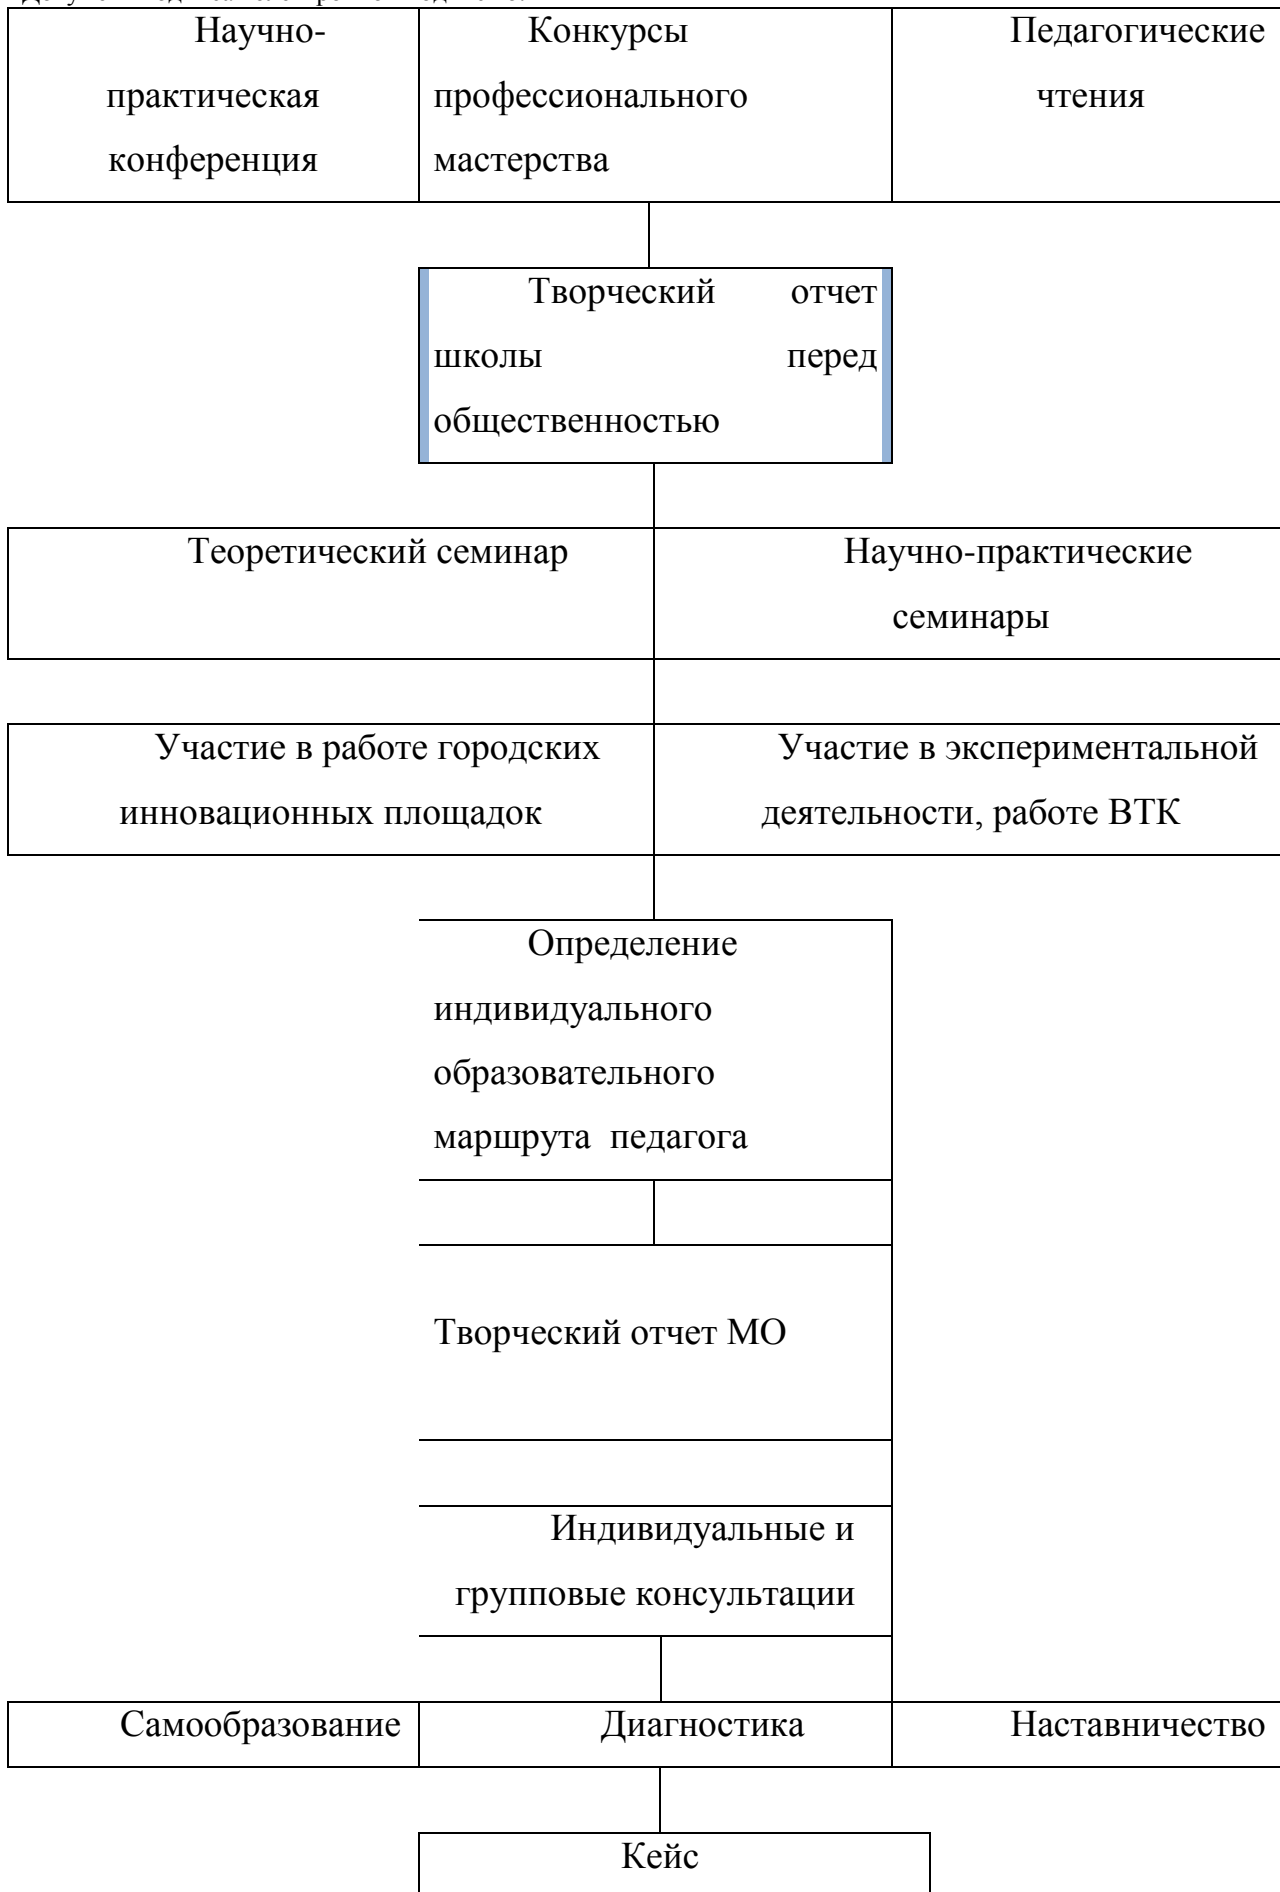 Научно-
практическая
конференция
Конкурсы
профессионального
мастерства
Педагогические
чтения
Творческий отчет
школы перед
общественностью
Теоретический семинар
Научно-практические
семинары
Участие в работе городских
инновационных площадок
Участие в экспериментальной
деятельности, работе ВТК
Определение
индивидуального
образовательного
маршрута педагога
Творческий отчет МО
Индивидуальные и
групповые консультации
Самообразование
Диагностика
Наставничество
Кейс